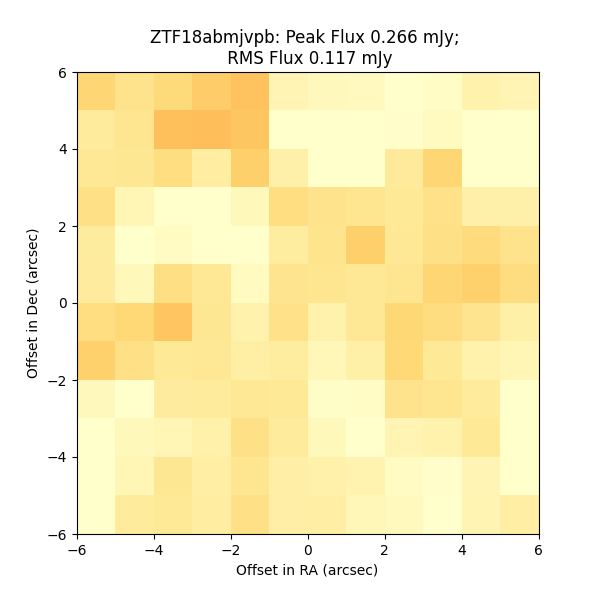 ZTF18abmjvpb: Peak Flux 0.266 mJy;
RMS Flux 0.117 mJy
6
4
2
0
−2
−4
−6
Offset in Dec (arcsec)
−6 −4 −2 0 2 4 6
Offset in RA (arcsec)